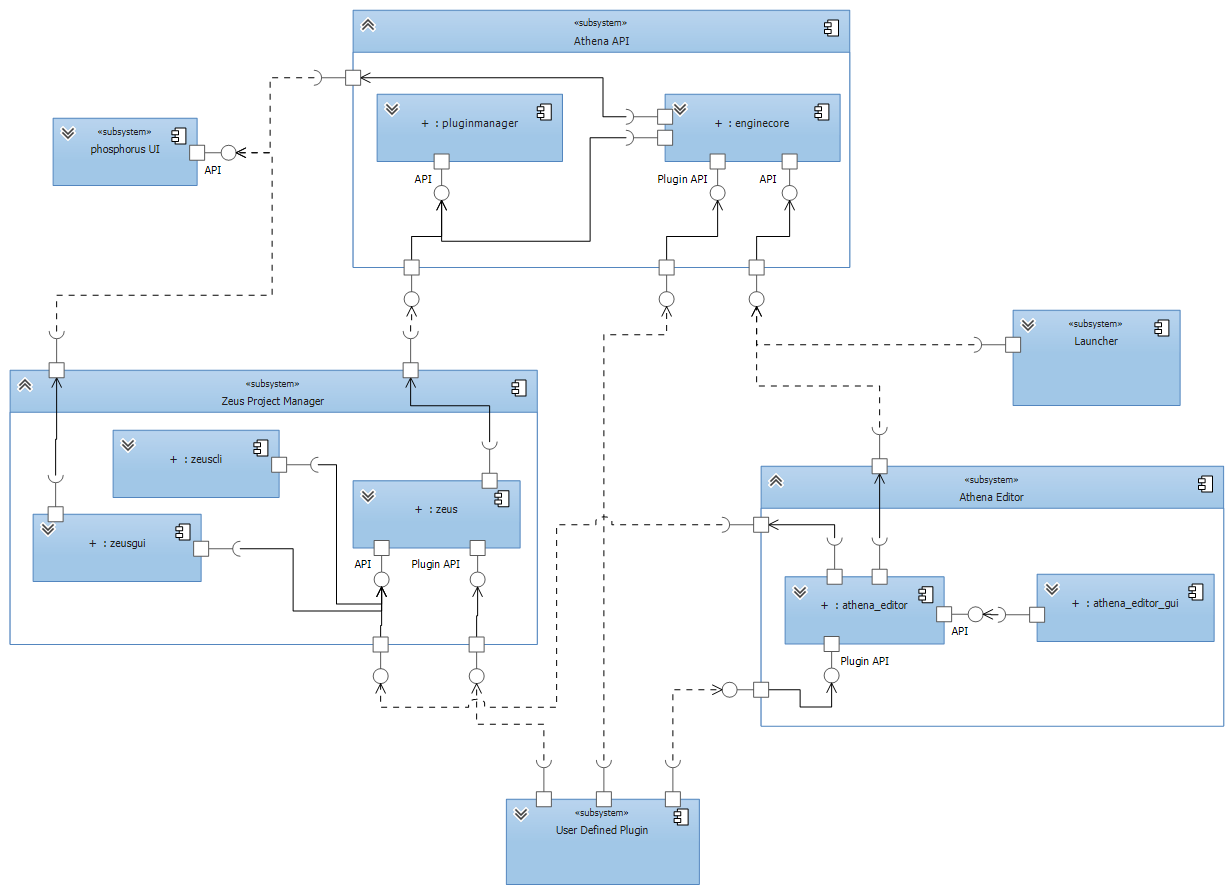 «subsystem»
Athena API
+ : pluginmanager
+ : enginecore
API
Plugin API
API
«subsystem»
phosphorus UI
API
«subsystem»
Launcher
«subsystem»
Zeus Project Manager
+ : zeuscli
+ : zeus
+ : zeusgui
API
Plugin API
«subsystem»
Athena Editor
+ : athena_editor
+ : athena_editor_gui
API
Plugin API
«subsystem»
User Defined Plugin